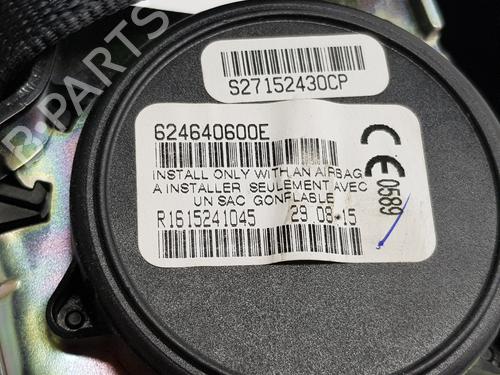 S27152430CP
624640600E
INSTALL ONLY WITH AN AIRBAG
A INSTALLER SEULEMENT AVEC
UN SAC GONFLABLE
R1615241045 29 08 15
CE 0589
B-PARTS